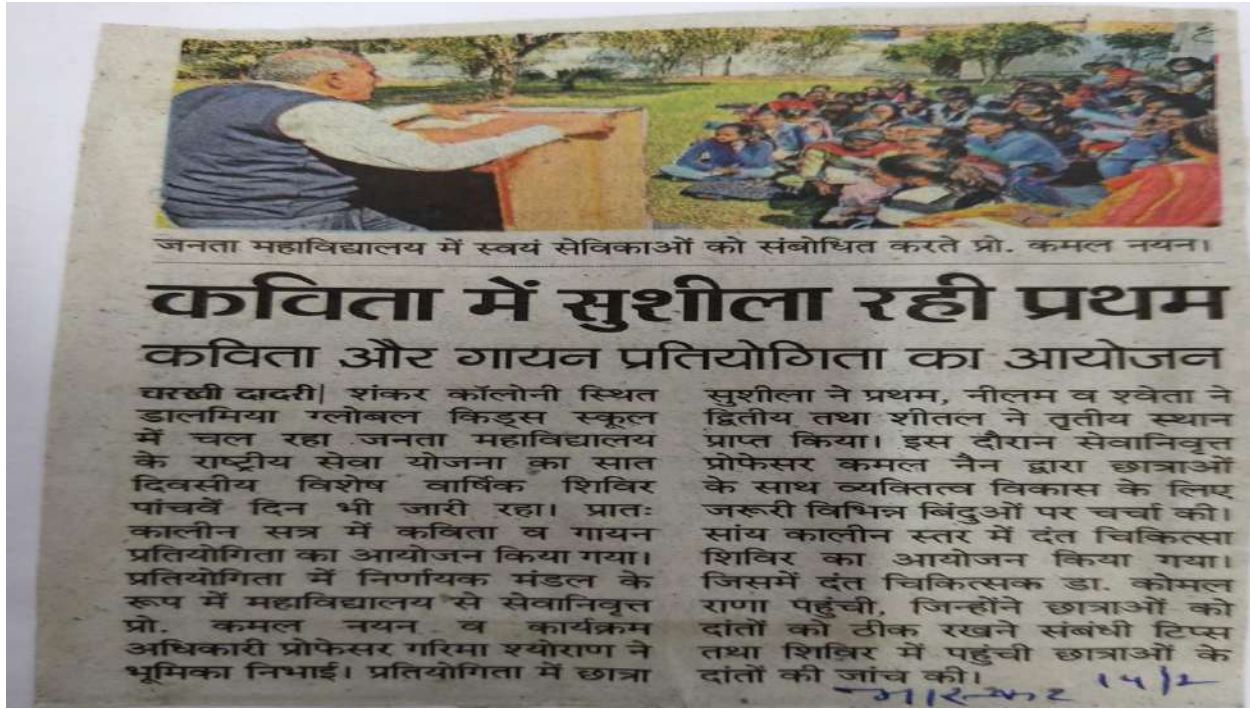 जनता महाविद्यालय में स्वयं सेविकाओं को संबोधित करते प्रो. कमल नयन।
कविता में सुशीला रही प्रथम
कविता और गायन प्रतियोगिता का आयोजन
चरखी दादरी| शंकर कॉलोनी स्थित
डालमिया ग्लोबल किड्स स्कूल
में चल रहा जनता महाविद्यालय
के राष्ट्रीय सेवा योजना का सात
दिवसीय विशेष वार्षिक शिविर
पांचवें दिन भी जारी रहा। प्रातः
कालीन सत्र में कविता व गायन
प्रतियोगिता का आयोजन किया गया।
प्रतियोगिता में निर्णायक मंडल के
रूप में महाविद्यालय से सेवानिवृत्त
प्रो. कमल नयन व कार्यक्रम
अधिकारी प्रोफेसर गरिमा श्योराण ने
भूमिका निभाई। प्रतियोगिता में छात्रा
सुशीला ने प्रथम, नीलम व श्वेता ने
द्वितीय तथा शीतल ने तृतीय स्थान
प्राप्त किया। इस दौरान सेवानिवृत्त
प्रोफेसर कमल नैन द्वारा छात्राओं
के साथ व्यक्तित्व विकास के लिए
जरूरी विभिन्न बिंदुओं पर चर्चा की।
सांय कालीन स्तर में दंत चिकित्सा
शिविर का आयोजन किया गया।
जिसमें दंत चिकित्सक डा. कोमल
राणा पहुंची, जिन्होंने छात्राओं को
दांतों को ठीक रखने संबंधी टिप्स
तथा शिविर में पहुंची छात्राओं के
दांतों की जांच की।
भास्कर 15/2